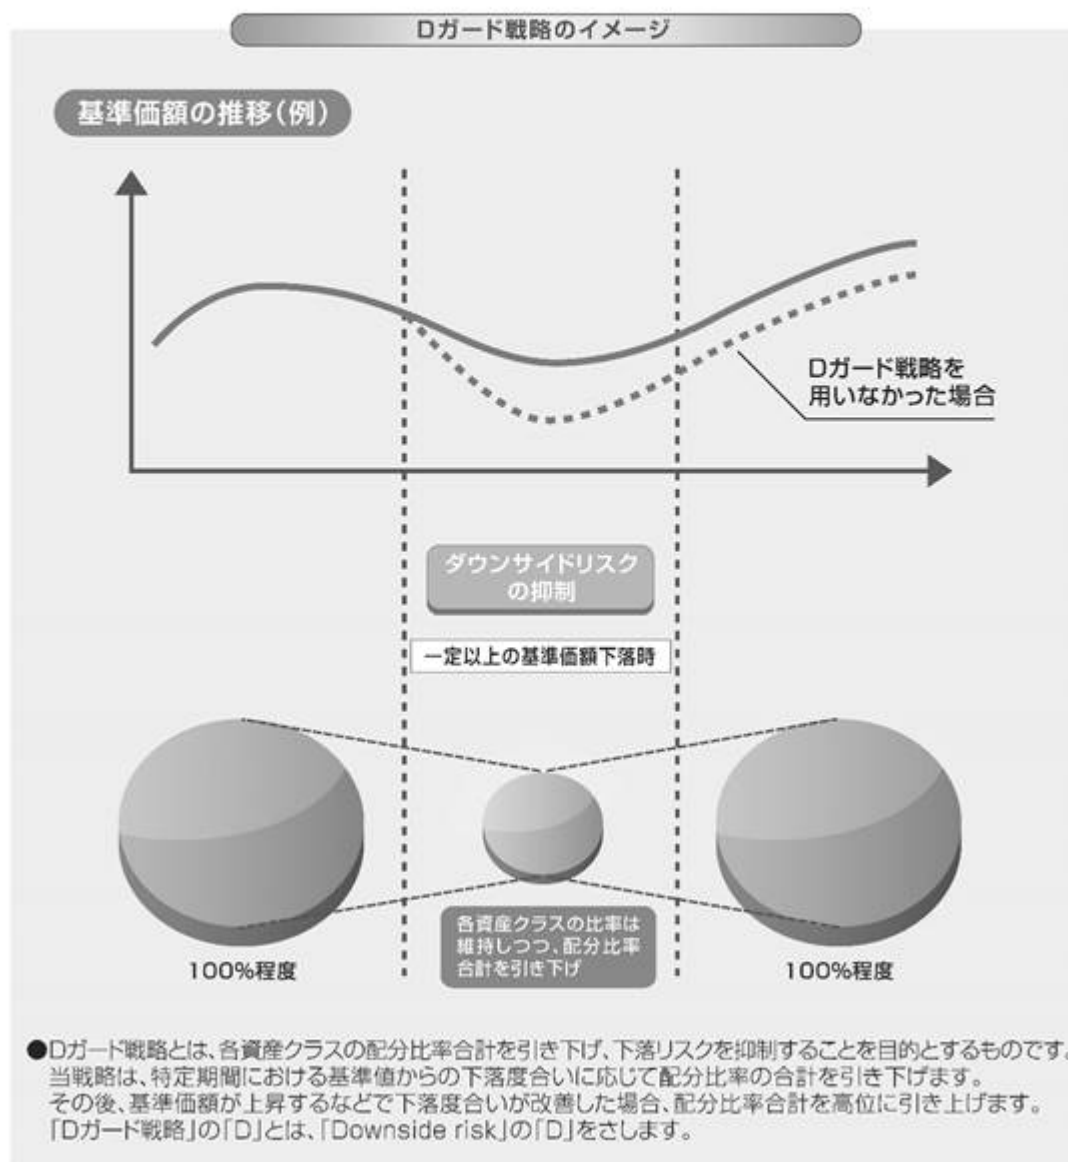 Dガード戦略のイメージ
基準価額の推移(例)
Dガード戦略を
用いなかった場合
ダウンサイドリスク
の抑制
一定以上の基準価額下落時
各資産クラスの比率は
維持しつつ、配分比率
合計を引き下げ
100%程度
100%程度
●Dガード戦略とは、各資産クラスの配分比率合計を引き下げ、下落リスクを抑制することを目的とするものです。
当戦略は、特定期間における基準値からの下落度合いに応じて配分比率の合計を引き下げます。
その後、基準価額が上昇するなどで下落度合いが改善した場合、配分比率合計を高位に引き上げます。
「Dガード戦略」の「D」とは、「Downside risk」の「D」をさします。